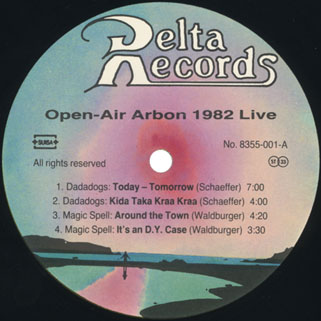 Delta
Records
Open-Air Arbon 1982 Live
SUISA
No. 8355-001-A
All rights reserved
ST 33
1. Dadadogs: Today – Tomorrow (Schaeffer) 7:00
2. Dadadogs: Kida Taka Kraa Kraa (Schaeffer) 4:00
3. Magic Spell: Around the Town (Waldburger) 4:20
4. Magic Spell: It's an D.Y. Case (Waldburger) 3:30